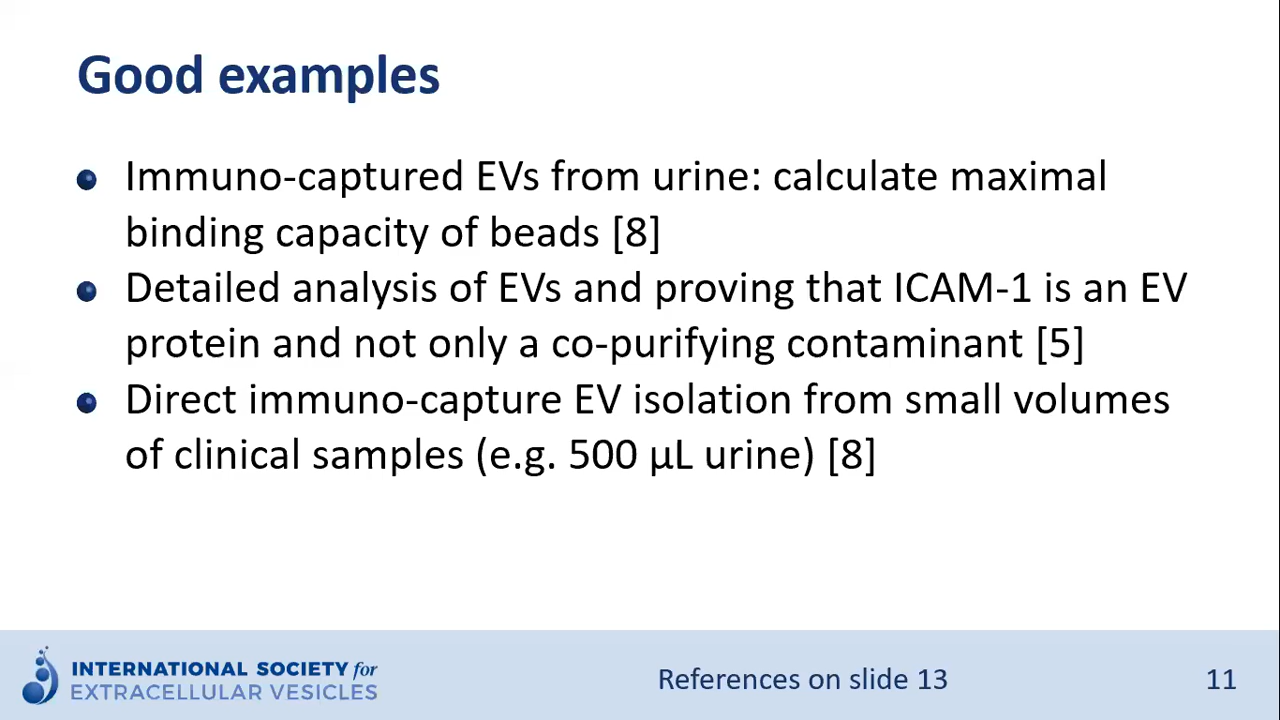 Good examples
Immuno-captured EVs from urine: calculate maximal
binding capacity of beads [8]
Detailed analysis of EVs and proving that ICAM-1 is an EV
protein and not only a co-purifying contaminant [5]
Direct immuno-capture EV isolation from small volumes
of clinical samples (e.g. 500 µL urine) [8]
INTERNATIONAL SOCIETY for
EXTRACELLULAR VESICLES
References on slide 13
11